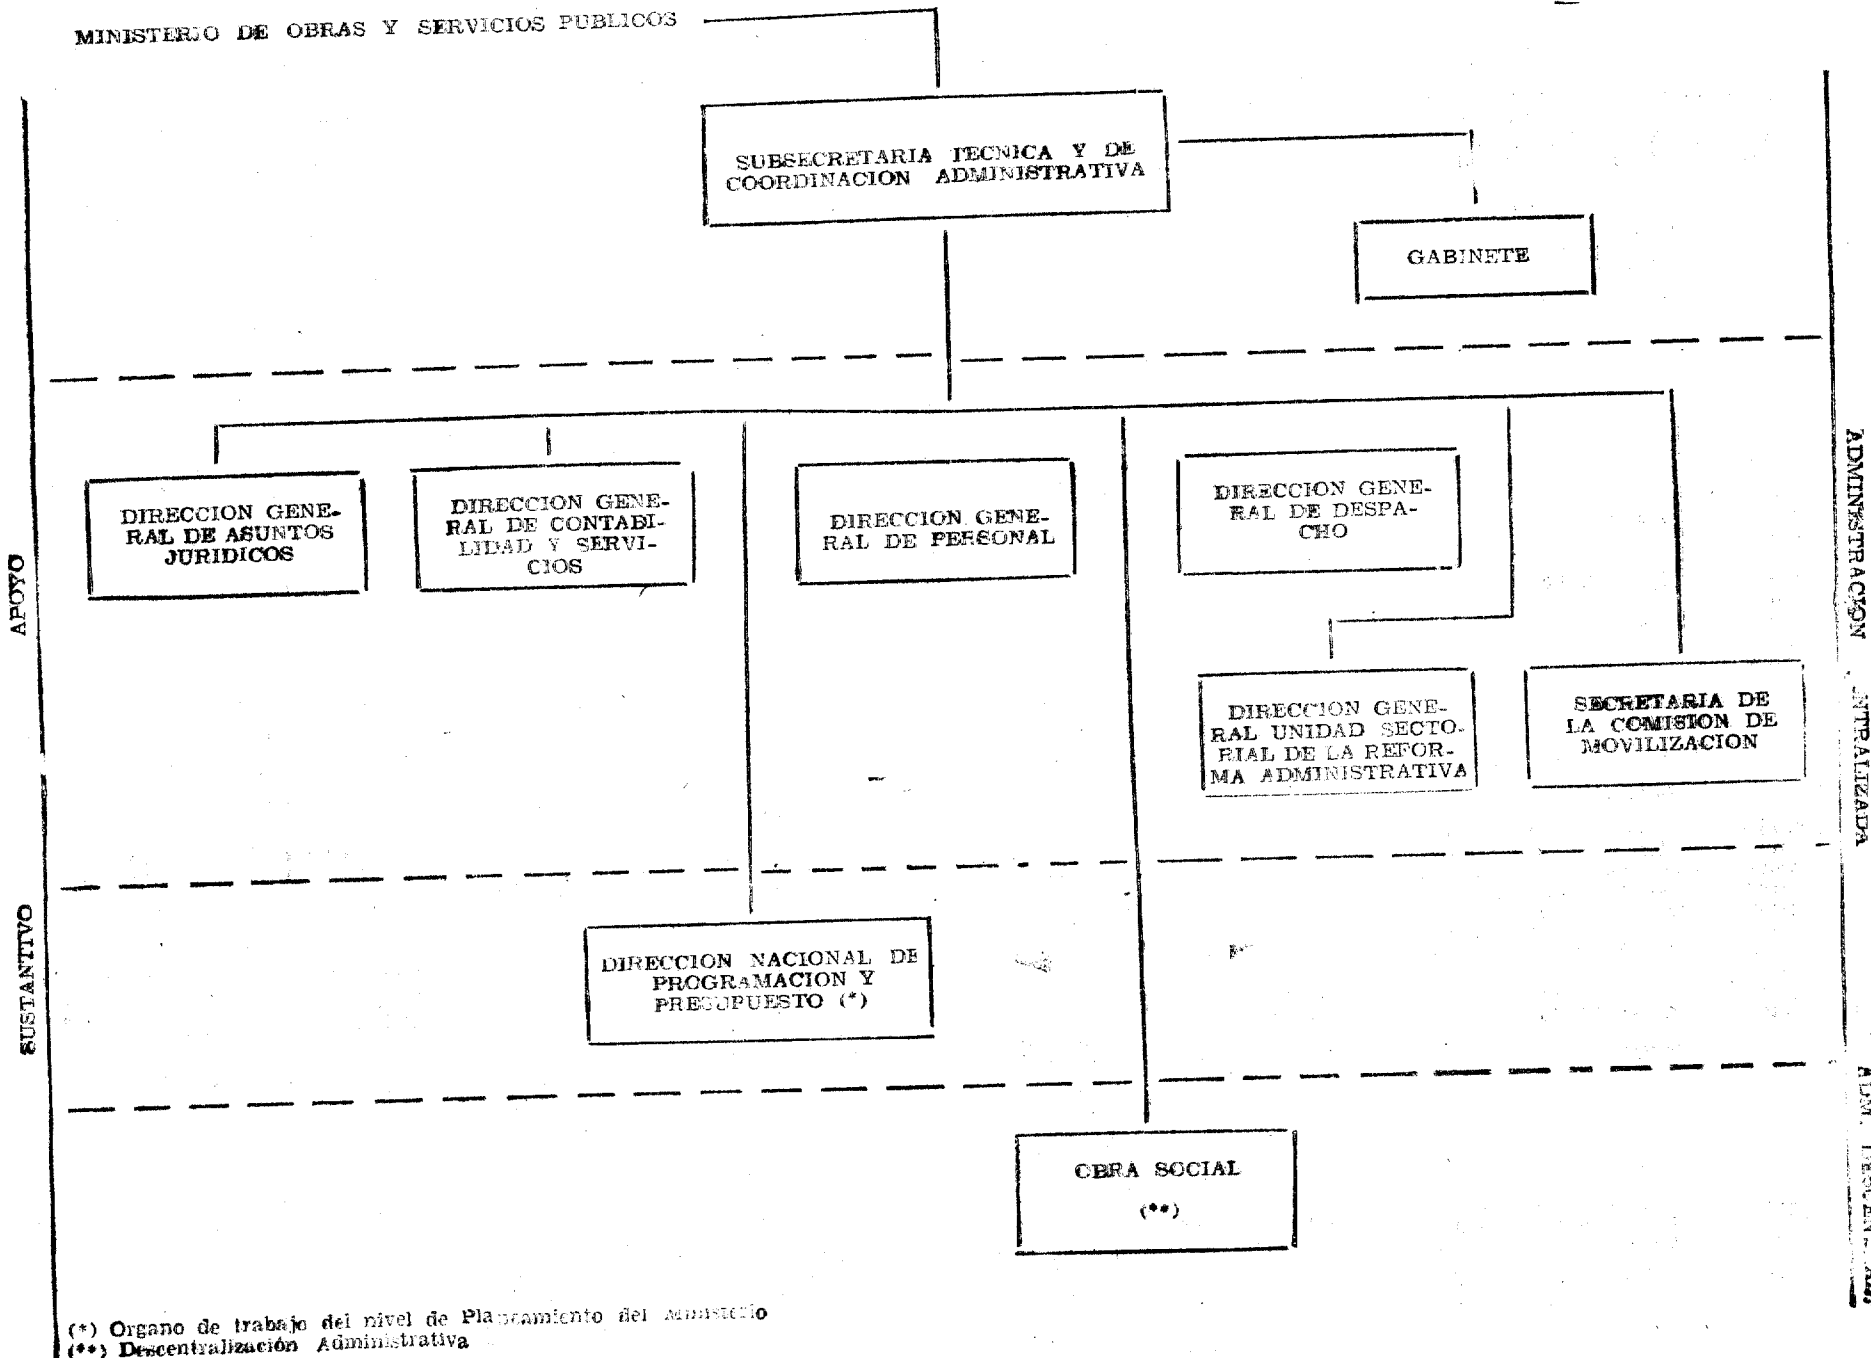 MINISTERIO DE OBRAS Y SERVICIOS PUBLICOS
SUBSECRETARIA TECNICA Y DE
COORDINACION ADMINISTRATIVA
GABINETE
APOYO
DIRECCION GENE-
RAL DE ASUNTOS
JURIDICOS
DIRECCION GENE-
RAL DE CONTABI-
LIDAD Y SERVI-
CIOS
DIRECCION GENE-
RAL DE PERSONAL
DIRECCION GENE-
RAL DE DESPA-
CHO
DIRECCION GENE-
RAL UNIDAD SECTO-
RIAL DE LA REFOR-
MA ADMINISTRATIVA
SECRETARIA DE
LA COMISION DE
MOVILIZACION
ADMINISTRACION
SUSTANTIVO
DIRECCION NACIONAL DE
PROGRAMACION Y
PRESUPUESTO (*)
OBRA SOCIAL
(**)
ADM.
(*) Organo de trabajo del nivel de Planeamiento del Ministerio
(**) Descentralización Administrativa